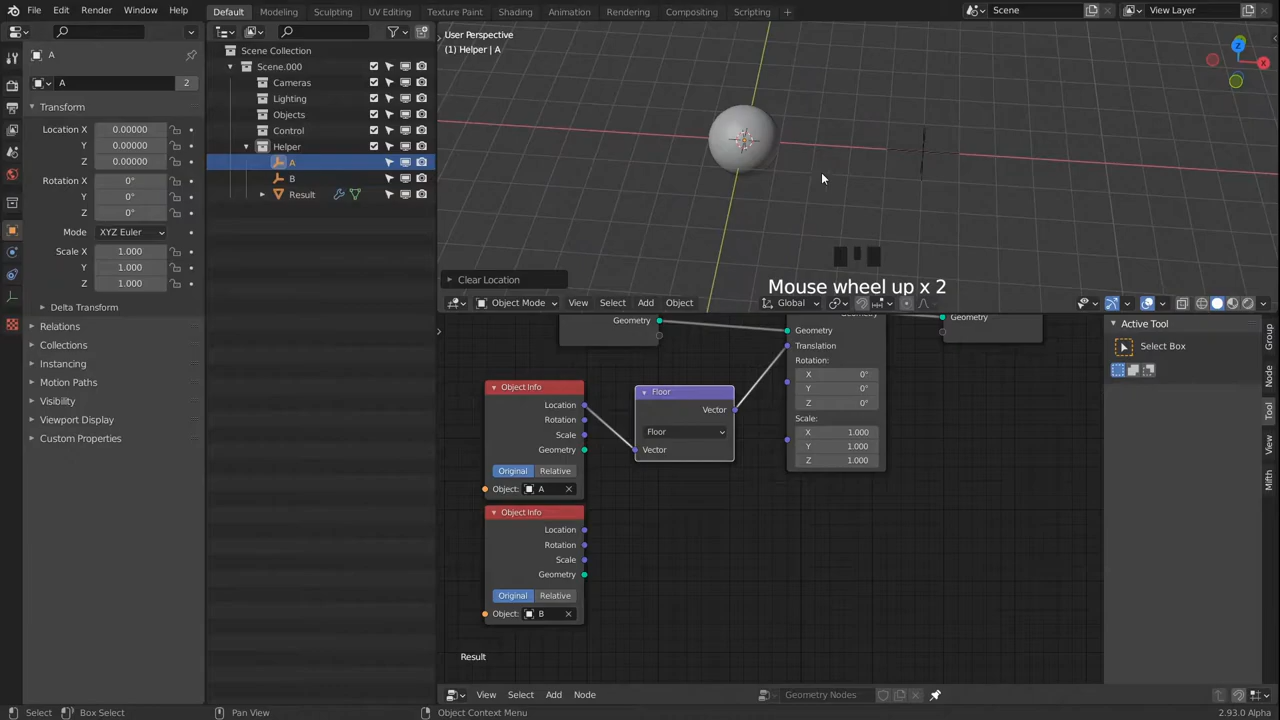 File Edit Render Window Help Default Modeling Sculpting UV Editing Texture Paint Shading Animation Rendering Compositing Scripting + Scene View Layer
A
A 2
Transform
Location X 0.00000
Y 0.00000
Z 0.00000
Rotation X 0°
Y 0°
Z 0°
Mode XYZ Euler
Scale X 1.000
Y 1.000
Z 1.000
Delta Transform
Relations
Collections
Instancing
Motion Paths
Visibility
Viewport Display
Custom Properties
Scene Collection
Scene.000
Cameras
Lighting
Objects
Control
Helper
A
B
Result
User Perspective
(1) Helper | A
Z
X
Clear Location
Mouse wheel up x 2
Object Mode View Select Add Object Global
Geometry
Object Info
Location
Rotation
Scale
Geometry
Original Relative
Object: A
Object Info
Location
Rotation
Scale
Geometry
Original Relative
Object: B
Floor
Vector
Floor
Vector
Geometry
Geometry
Translation
Rotation:
X 0°
Y 0°
Z 0°
Scale:
X 1.000
Y 1.000
Z 1.000
Geometry
Result
Active Tool
Select Box
Group
Node
Tool
View
Mifth
View Select Add Node Geometry Nodes
Select Box Select Pan View Object Context Menu 2.93.0 Alpha